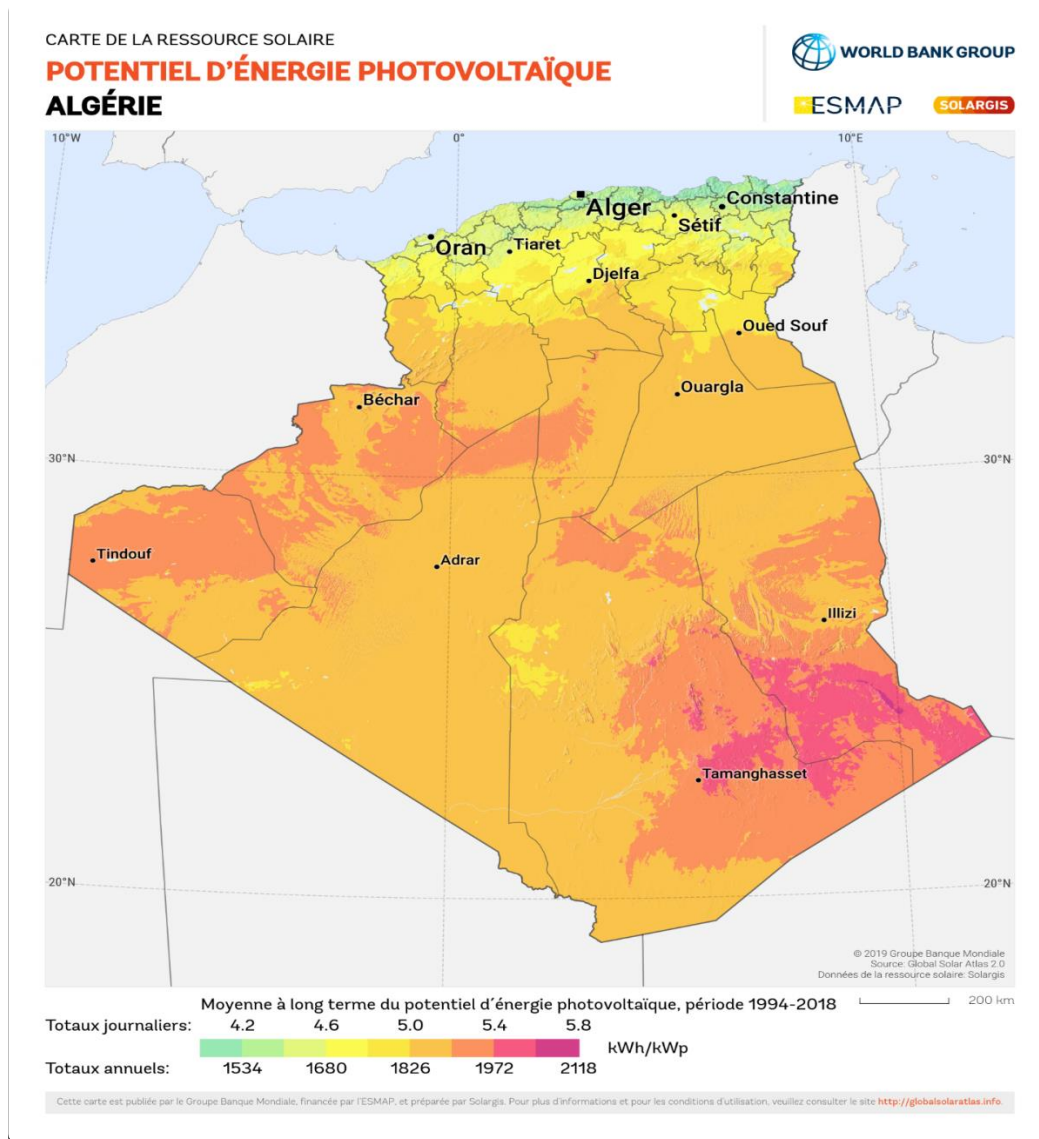 CARTE DE LA RESSOURCE SOLAIRE
POTENTIEL D'ÉNERGIE PHOTOVOLTAÏQUE
ALGÉRIE
WORLD BANK GROUP
ESMAP
SOLARGIS
10°W
0°
10°E
Alger
Constantine
Sétif
Oran
Tiaret
Djelfa
Oued Souf
Ouargla
Béchar
30°N
30°N
Tindouf
Adrar
Illizi
Tamanghasset
20°N
20°N
© 2019 Groupe Banque Mondiale
Source: Global Solar Atlas 2.0
Données de la ressource solaire: Solargis
Moyenne à long terme du potentiel d´énergie photovoltaïque, période 1994-2018
200 km
Totaux journaliers: 4.2 4.6 5.0 5.4 5.8
kWh/kWp
Totaux annuels: 1534 1680 1826 1972 2118
Cette carte est publiée par le Groupe Banque Mondiale, financée par l'ESMAP, et préparée par Solargis. Pour plus d'informations et pour les conditions d'utilisation, veuillez consulter le site http://globalsolaratlas.info.